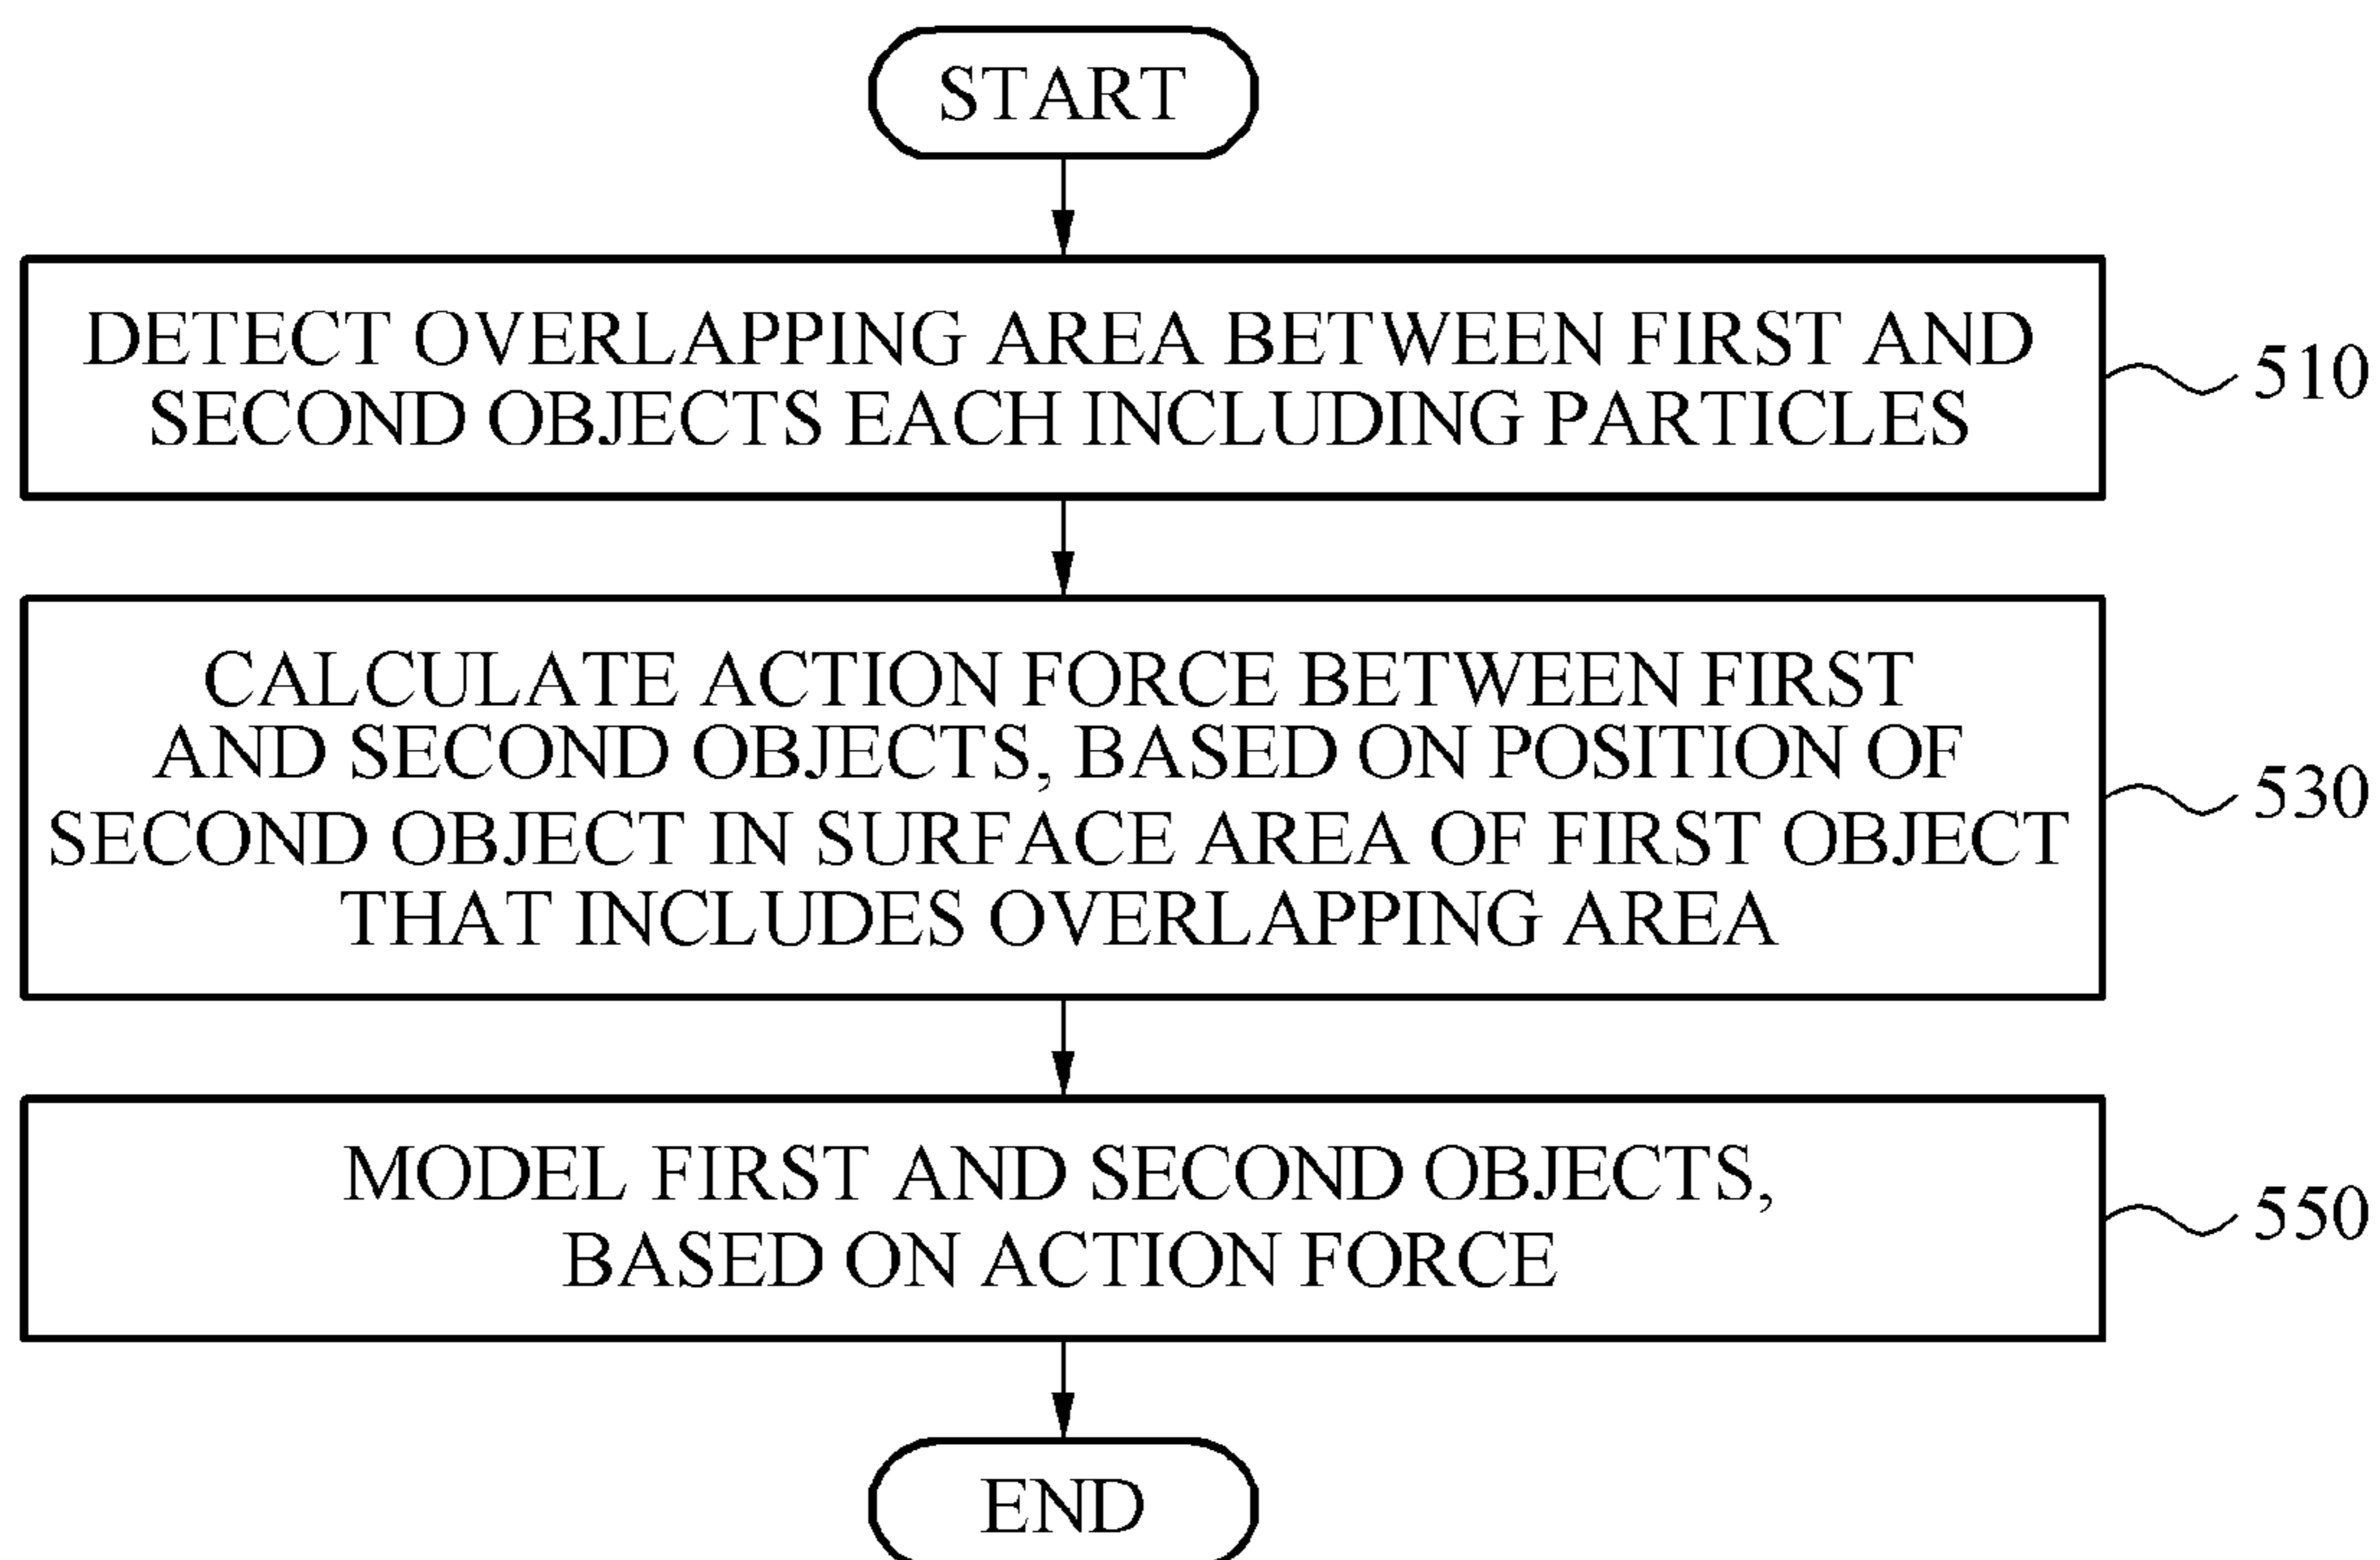 START
DETECT OVERLAPPING AREA BETWEEN FIRST AND
SECOND OBJECTS EACH INCLUDING PARTICLES
510
CALCULATE ACTION FORCE BETWEEN FIRST
AND SECOND OBJECTS, BASED ON POSITION OF
SECOND OBJECT IN SURFACE AREA OF FIRST OBJECT
THAT INCLUDES OVERLAPPING AREA
530
MODEL FIRST AND SECOND OBJECTS,
BASED ON ACTION FORCE
550
END